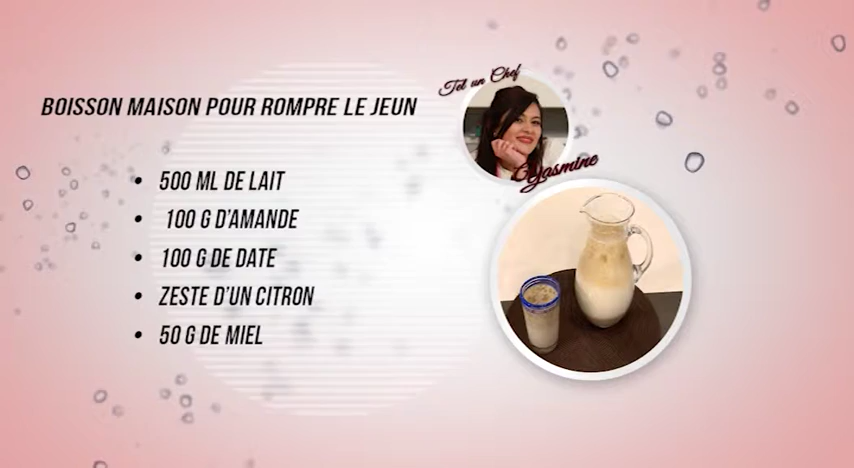 Tel un Chef
BOISSON MAISON POUR ROMPRE LE JEUN
Yasmine
• 500 ML DE LAIT
• 100 G D'AMANDE
• 100 G DE DATE
• ZESTE D'UN CITRON
• 50 G DE MIEL